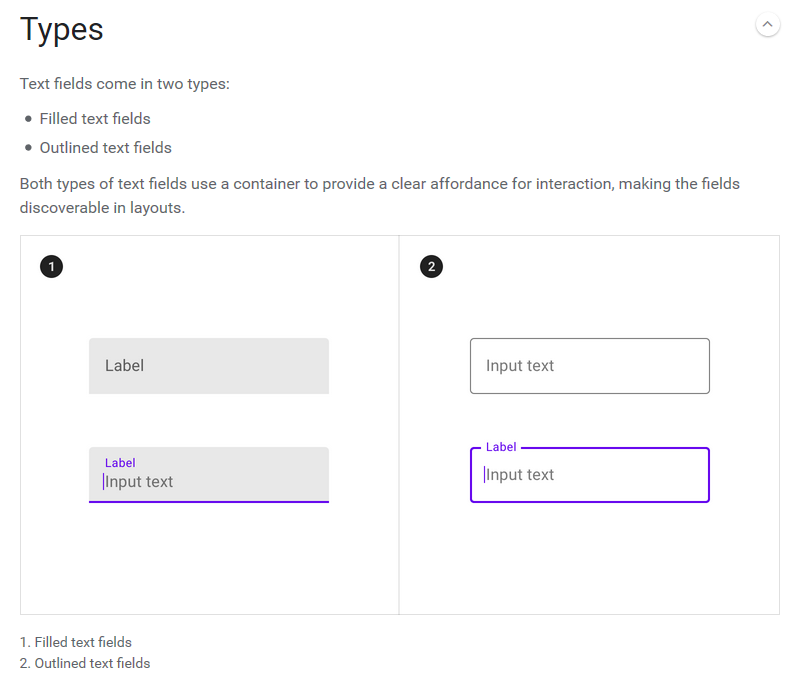 Types
Text fields come in two types:
• Filled text fields
• Outlined text fields
Both types of text fields use a container to provide a clear affordance for interaction, making the fields
discoverable in layouts.
1
Label
Label
Input text
2
Input text
Label
Input text
1. Filled text fields
2. Outlined text fields